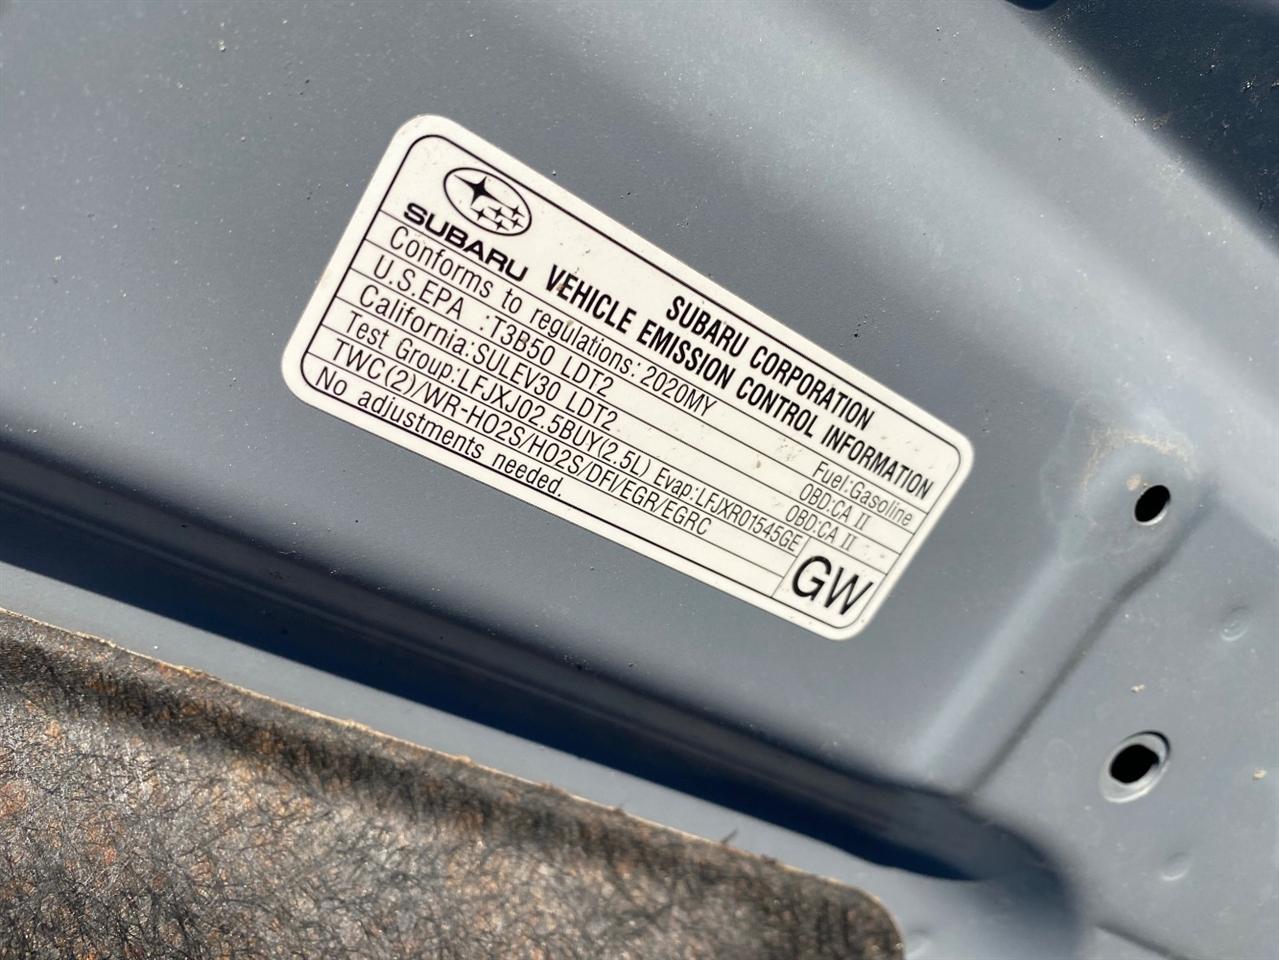 SUBARU
SUBARU CORPORATION
VEHICLE EMISSION CONTROL INFORMATION
Conforms to regulations: 2020MY Fuel:Gasoline
U.S.EPA :T3B50 LDT2 OBD:CA II
California:SULEV30 LDT2 OBD:CA II
Test Group:LFJXJ02.5BUY(2.5L) Evap:LFJXR01545GE
TWC(2)/WR-HO2S/HO2S/DFI/EGR/EGRC
No adjustments needed.
GW